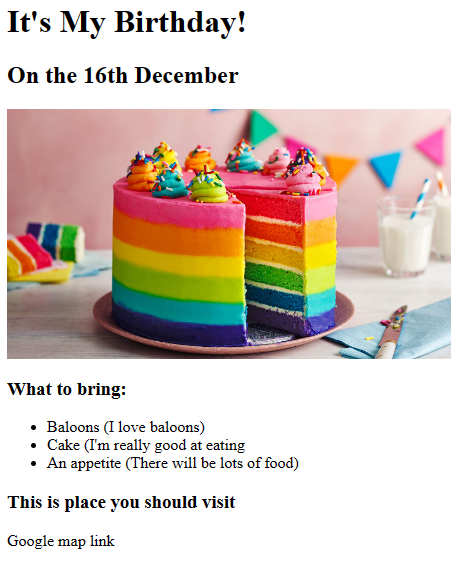 It's My Birthday!
On the 16th December
What to bring:
Baloons (I love baloons)
Cake (I'm really good at eating
An appetite (There will be lots of food)
This is place you should visit
Google map link